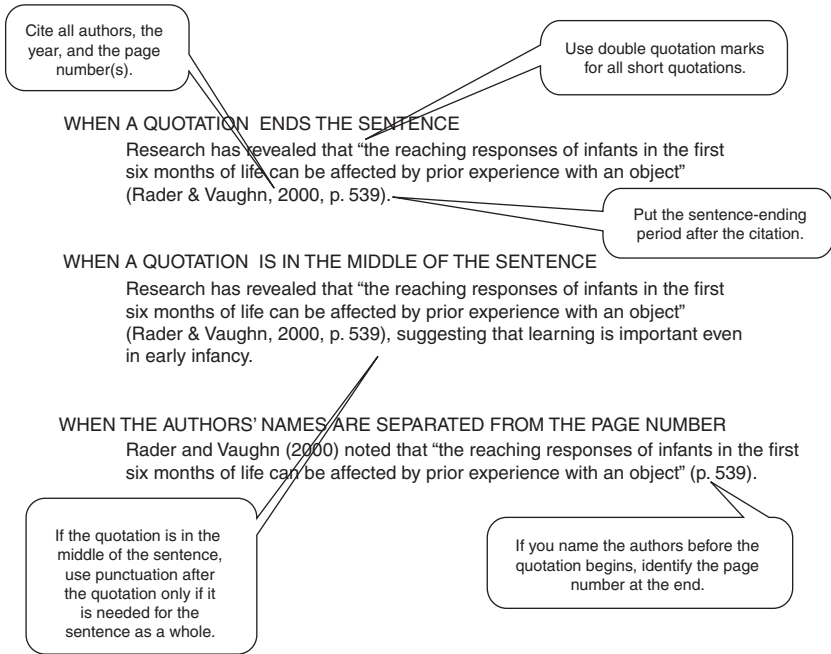 Cite all authors, the
year, and the page
number(s).
Use double quotation marks
for all short quotations.
WHEN A QUOTATION ENDS THE SENTENCE
Research has revealed that “the reaching responses of infants in the first
six months of life can be affected by prior experience with an object”
(Rader & Vaughn, 2000, p. 539).
Put the sentence-ending
period after the citation.
WHEN A QUOTATION IS IN THE MIDDLE OF THE SENTENCE
Research has revealed that “the reaching responses of infants in the first
six months of life can be affected by prior experience with an object”
(Rader & Vaughn, 2000, p. 539), suggesting that learning is important even
in early infancy.
WHEN THE AUTHORS’ NAMES ARE SEPARATED FROM THE PAGE NUMBER
Rader and Vaughn (2000) noted that “the reaching responses of infants in the first
six months of life can be affected by prior experience with an object” (p. 539).
If the quotation is in the
middle of the sentence,
use punctuation after
the quotation only if it
is needed for the
sentence as a whole.
If you name the authors before the
quotation begins, identify the page
number at the end.